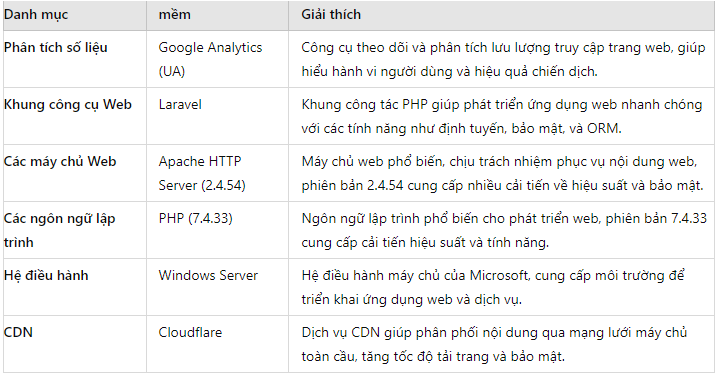 Danh mục mềm Giải thích
Phân tích số liệu Google Analytics Công cụ theo dõi và phân tích lưu lượng truy cập trang web, giúp
(UA) hiểu hành vi người dùng và hiệu quả chiến dịch.
Khung công cụ Web Laravel Khung công tác PHP giúp phát triển ứng dụng web nhanh chóng
với các tính năng như định tuyến, bảo mật, và ORM.
Các máy chủ Web Apache HTTP Máy chủ web phổ biến, chịu trách nhiệm phục vụ nội dung web,
Server (2.4.54) phiên bản 2.4.54 cung cấp nhiều cải tiến về hiệu suất và bảo mật.
Các ngôn ngữ lập PHP (7.4.33) Ngôn ngữ lập trình phổ biến cho phát triển web, phiên bản 7.4.33
trình cung cấp cải tiến hiệu suất và tính năng.
Hệ điều hành Windows Server Hệ điều hành máy chủ của Microsoft, cung cấp môi trường để
triển khai ứng dụng web và dịch vụ.
CDN Cloudflare Dịch vụ CDN giúp phân phối nội dung qua mạng lưới máy chủ
toàn cầu, tăng tốc độ tải trang và bảo mật.